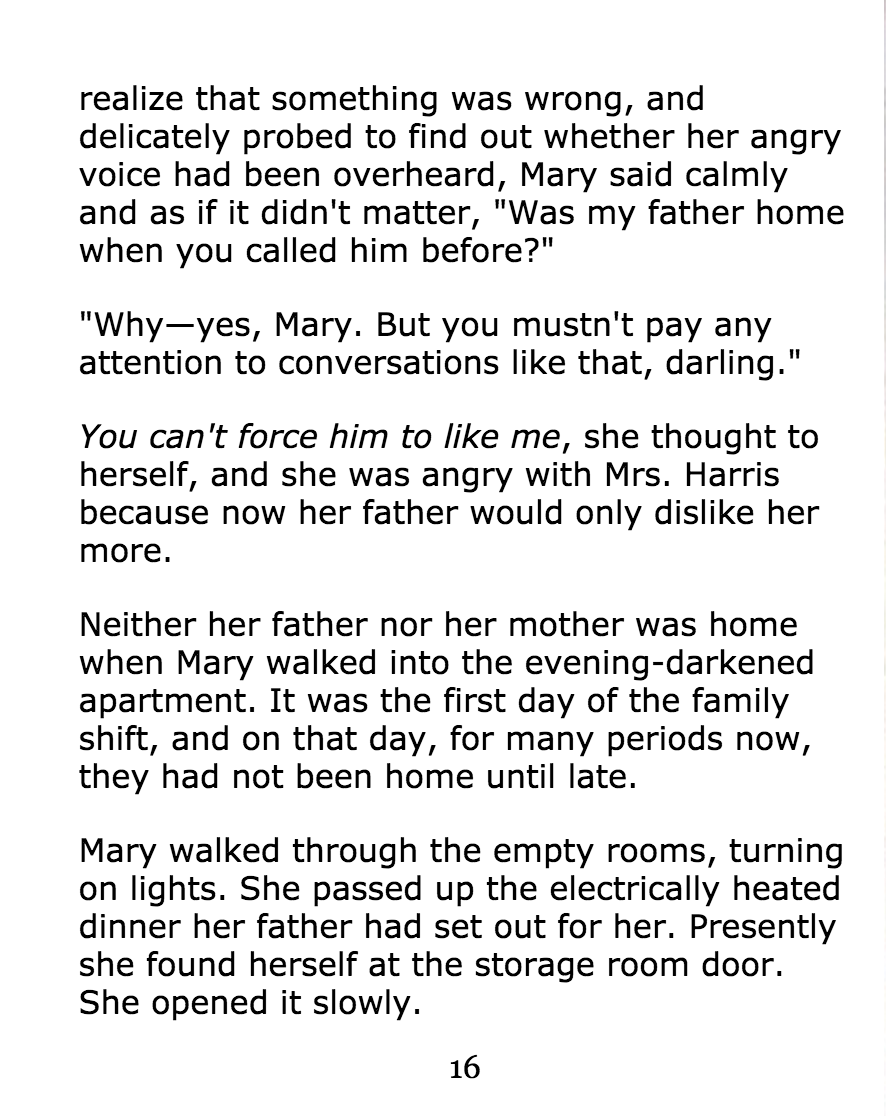 realize that something was wrong, and
delicately probed to find out whether her angry
voice had been overheard, Mary said calmly
and as if it didn't matter, "Was my father home
when you called him before?"
"Why—yes, Mary. But you mustn't pay any
attention to conversations like that, darling."
You can't force him to like me, she thought to
herself, and she was angry with Mrs. Harris
because now her father would only dislike her
more.
Neither her father nor her mother was home
when Mary walked into the evening-darkened
apartment. It was the first day of the family
shift, and on that day, for many periods now,
they had not been home until late.
Mary walked through the empty rooms, turning
on lights. She passed up the electrically heated
dinner her father had set out for her. Presently
she found herself at the storage room door.
She opened it slowly.
16